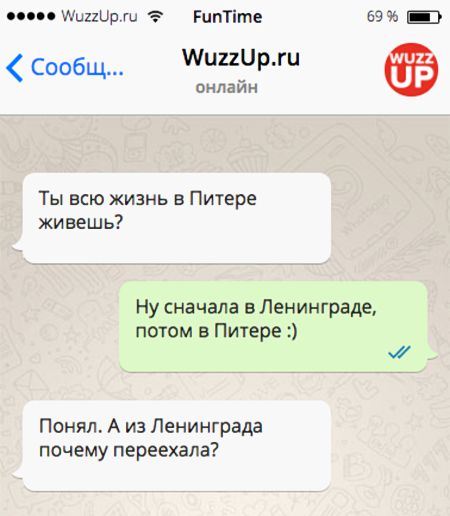 WuzzUp.ru FunTime 69 %
Сообщ... WuzzUp.ru WUZZ
онлайн UP
Ты всю жизнь в Питере
живешь?
Ну сначала в Ленинграде,
потом в Питере :)
Понял. А из Ленинграда
почему переехала?